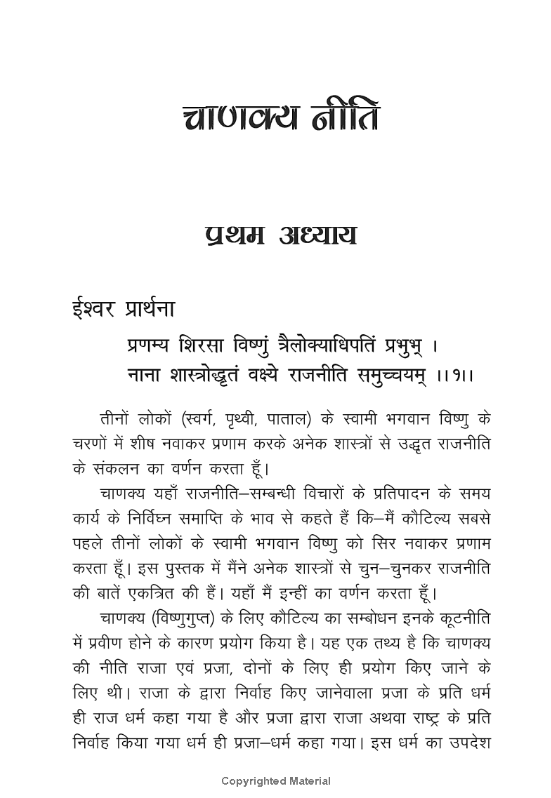 चाणक्य नीति
प्रथम अध्याय
ईश्वर प्रार्थना
प्रणम्य शिरसा विष्णुं त्रैलोक्याधिपतिं प्रभुभ् ।
नाना शास्त्रोद्धृतं वक्ष्ये राजनीति समुच्चयम् ।।१।।
तीनों लोकों (स्वर्ग, पृथ्वी, पाताल) के स्वामी भगवान विष्णु के
चरणों में शीष नवाकर प्रणाम करके अनेक शास्त्रों से उद्धृत राजनीति
के संकलन का वर्णन करता हूँ।
चाणक्य यहाँ राजनीति–सम्बन्धी विचारों के प्रतिपादन के समय
कार्य के निर्विघ्न समाप्ति के भाव से कहते हैं कि–मैं कौटिल्य सबसे
पहले तीनों लोकों के स्वामी भगवान विष्णु को सिर नवाकर प्रणाम
करता हूँ। इस पुस्तक में मैंने अनेक शास्त्रों से चुन–चुनकर राजनीति
की बातें एकत्रित की हैं। यहाँ मैं इन्हीं का वर्णन करता हूँ।
चाणक्य (विष्णुगुप्त) के लिए कौटिल्य का सम्बोधन इनके कूटनीति
में प्रवीण होने के कारण प्रयोग किया है। यह एक तथ्य है कि चाणक्य
की नीति राजा एवं प्रजा, दोनों के लिए ही प्रयोग किए जाने के
लिए थी। राजा के द्वारा निर्वाह किए जानेवाला प्रजा के प्रति धर्म
ही राज धर्म कहा गया है और प्रजा द्वारा राजा अथवा राष्ट्र के प्रति
निर्वाह किया गया धर्म ही प्रजा–धर्म कहा गया। इस धर्म का उपदेश
Copyrighted Material